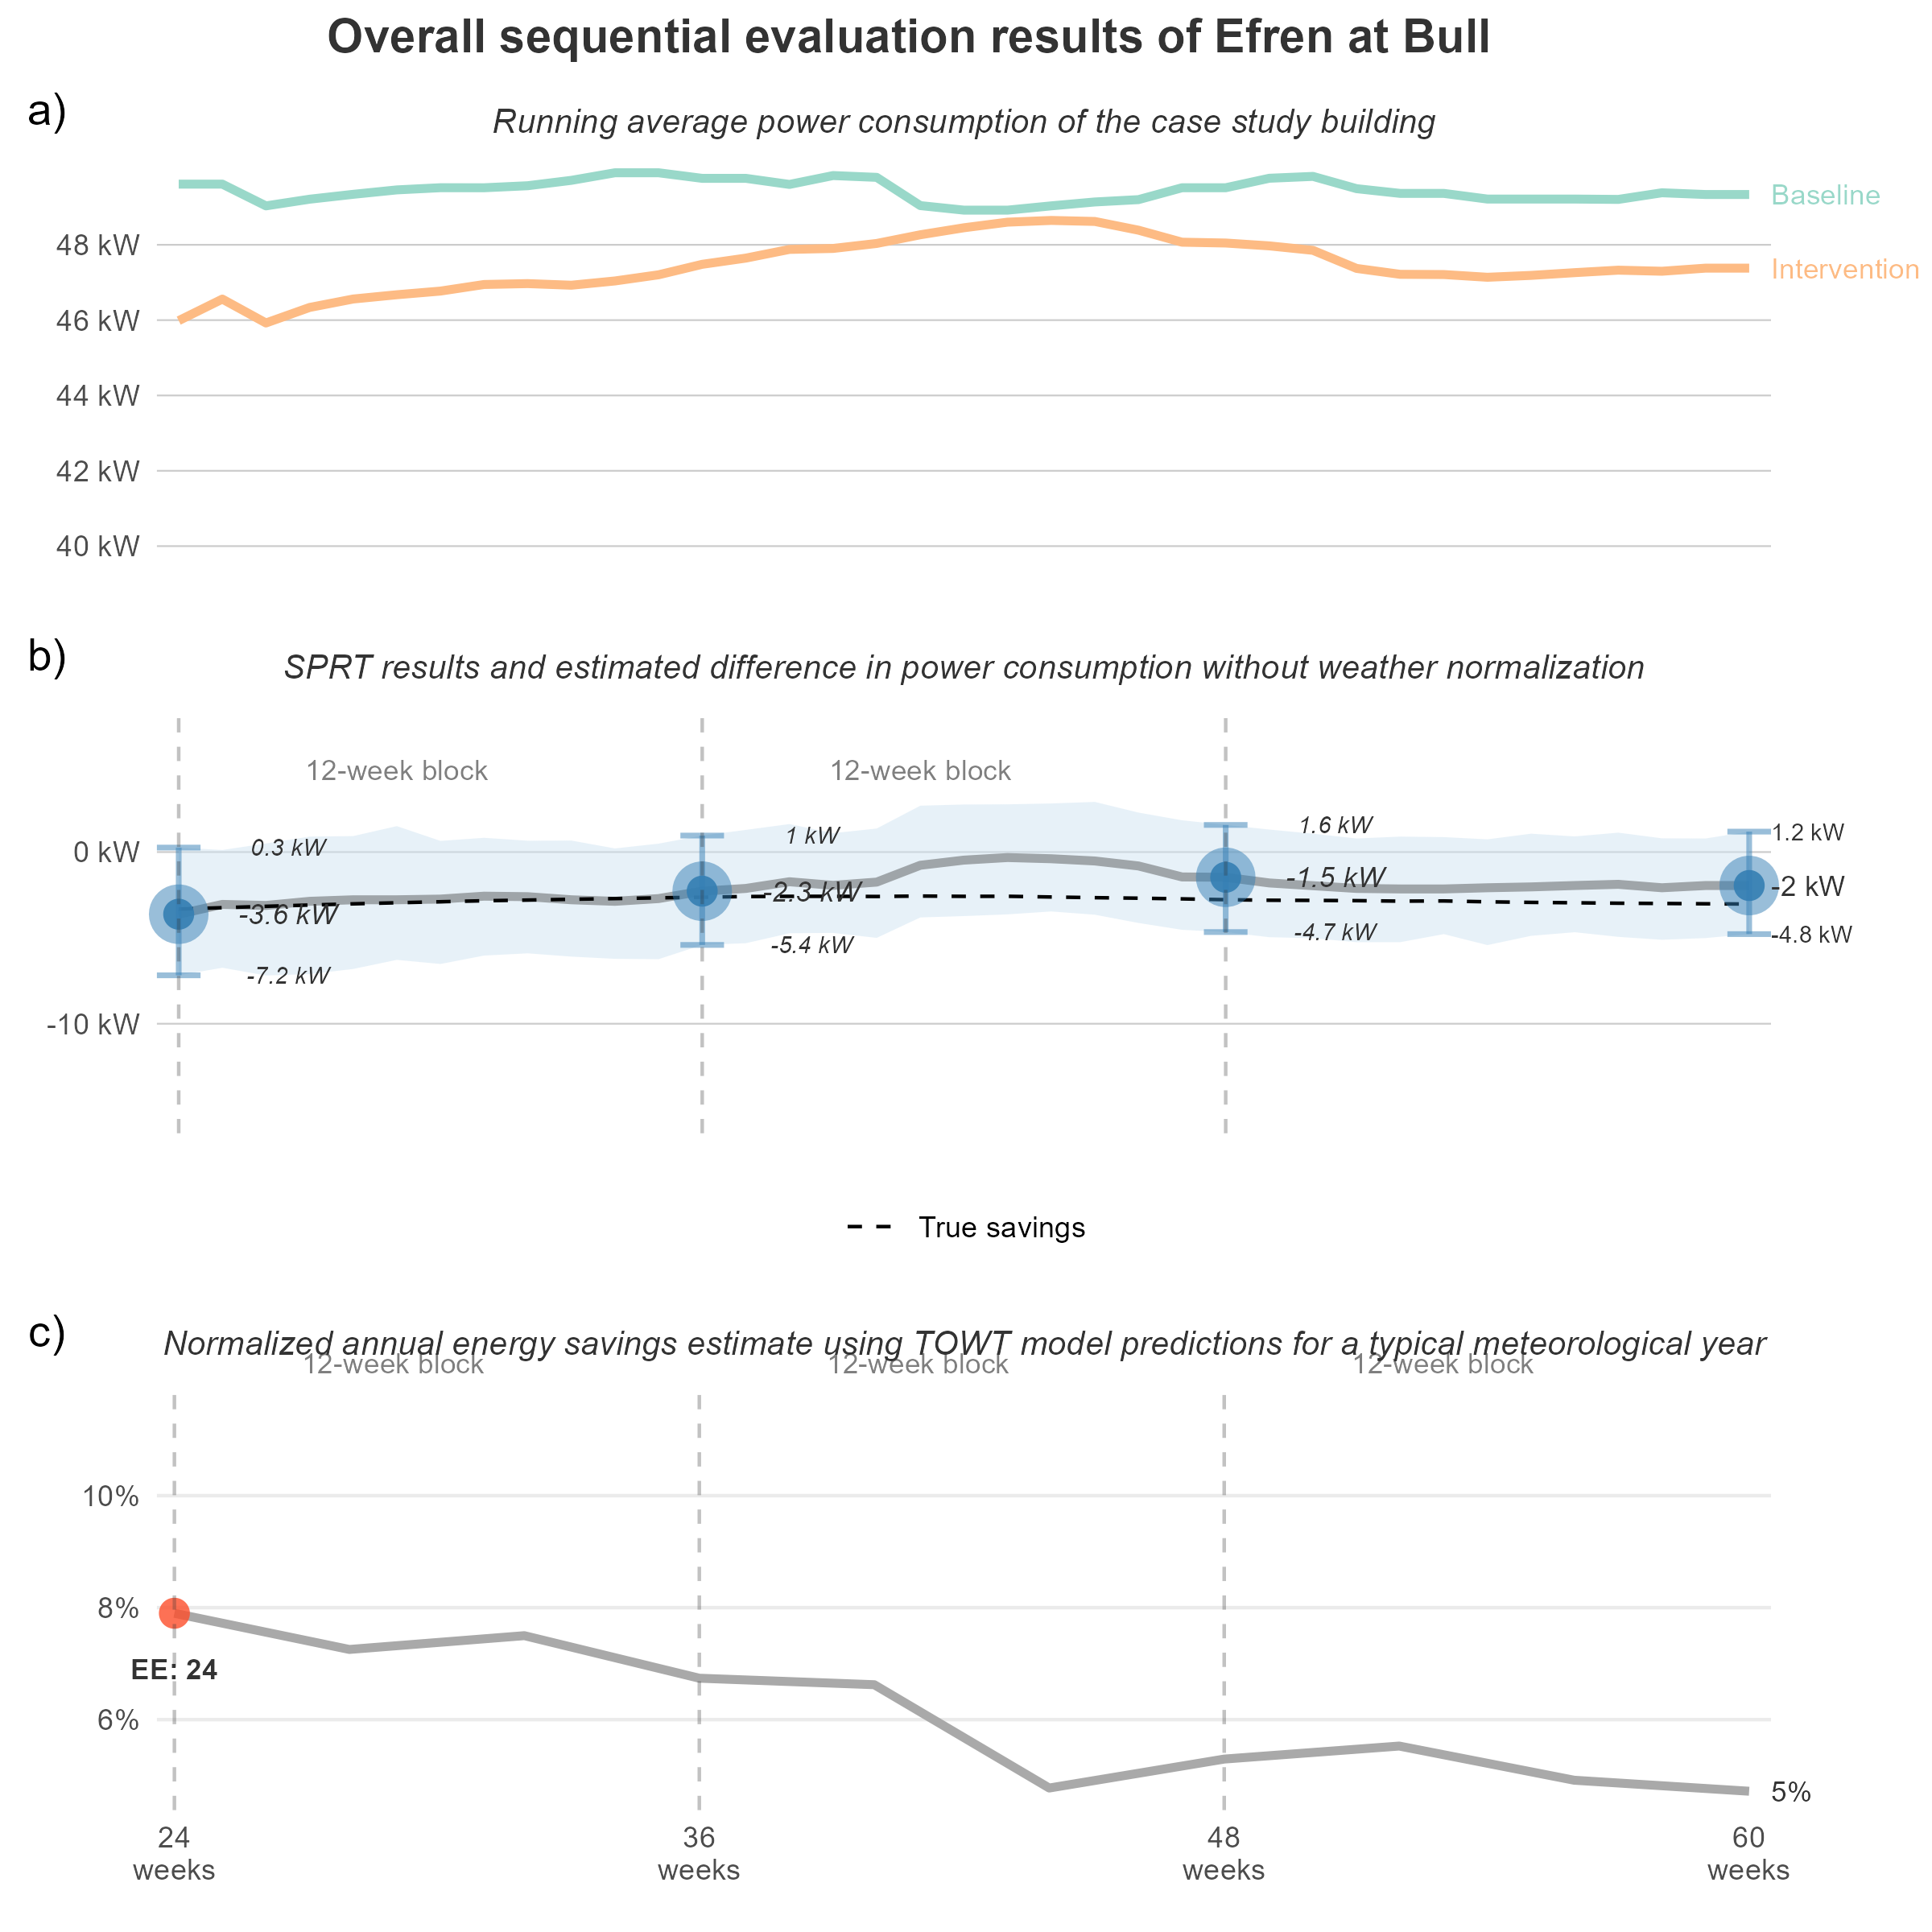 Overall sequential evaluation results of Efren at Bull
a)
Running average power consumption of the case study building
Baseline
48 kW
Intervention
46 kW
44 kW
42 kW
40 kW
b)
SPRT results and estimated difference in power consumption without weather normalization
12-week block
12-week block
0.3 kW
1 kW
1.6 kW
1.2 kW
0 kW
-3.6 kW
-2.3 kW
-1.5 kW
-2 kW
-7.2 kW
-5.4 kW
-4.7 kW
-4.8 kW
-10 kW
True savings
c)
Normalized annual energy savings estimate using TOWT model predictions for a typical meteorological year
12-week block
12-week block
12-week block
10%
8%
EE: 24
6%
5%
24
weeks
36
weeks
48
weeks
60
weeks